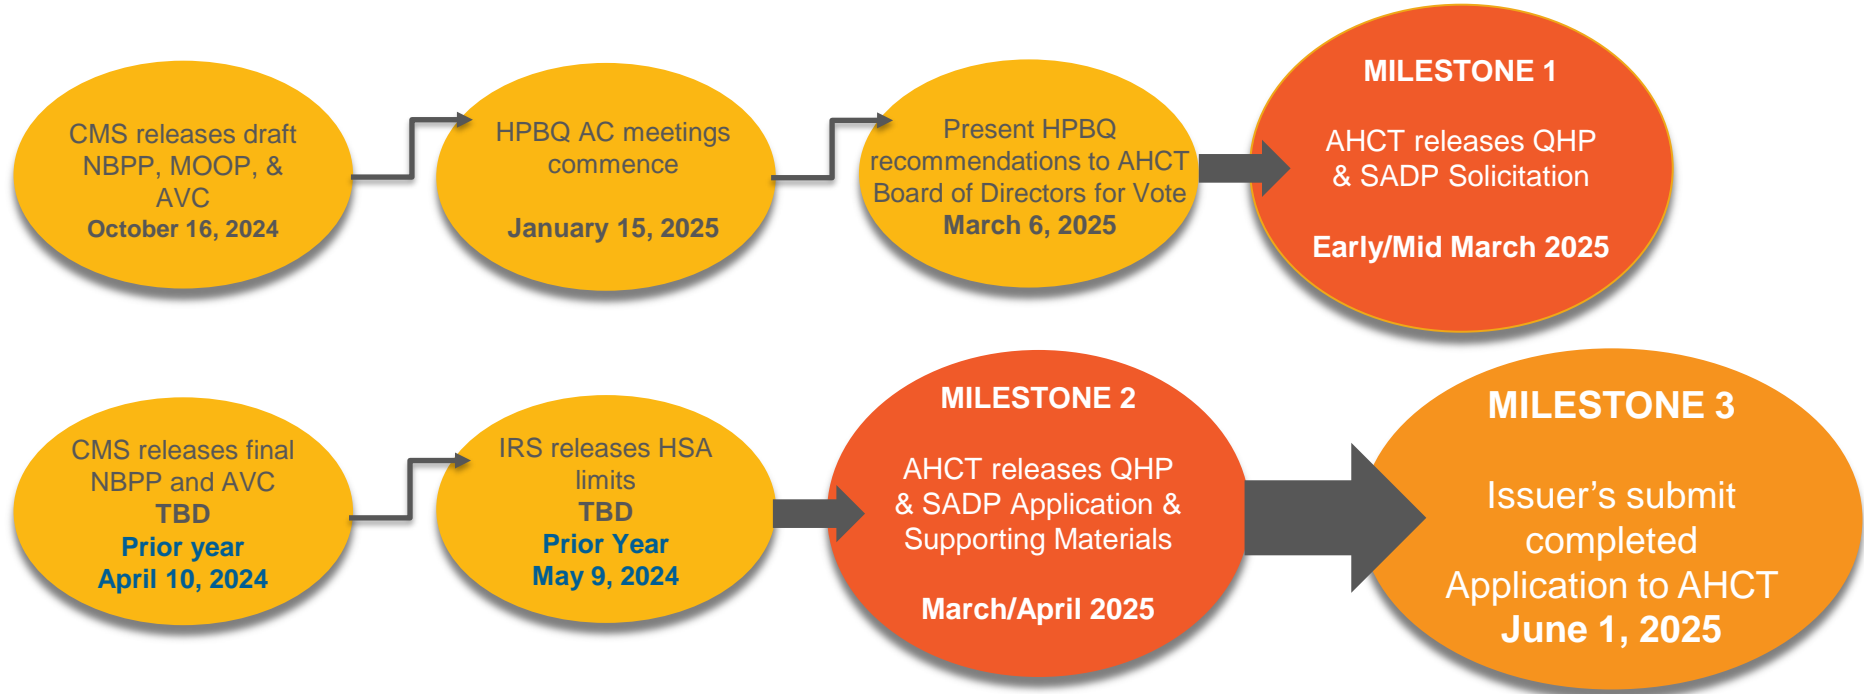 CMS releases draft
NBPP, MOOP, &
AVC
October 16, 2024
HPBQ AC meetings
commence
January 15, 2025
Present HPBQ
recommendations to AHCT
Board of Directors for Vote
March 6, 2025
MILESTONE 1
AHCT releases QHP
& SADP Solicitation
Early/Mid March 2025
CMS releases final
NBPP and AVC
TBD
Prior year
April 10, 2024
IRS releases HSA
limits
TBD
Prior Year
May 9, 2024
MILESTONE 2
AHCT releases QHP
& SADP Application &
Supporting Materials
March/April 2025
MILESTONE 3
Issuer’s submit
completed
Application to AHCT
June 1, 2025